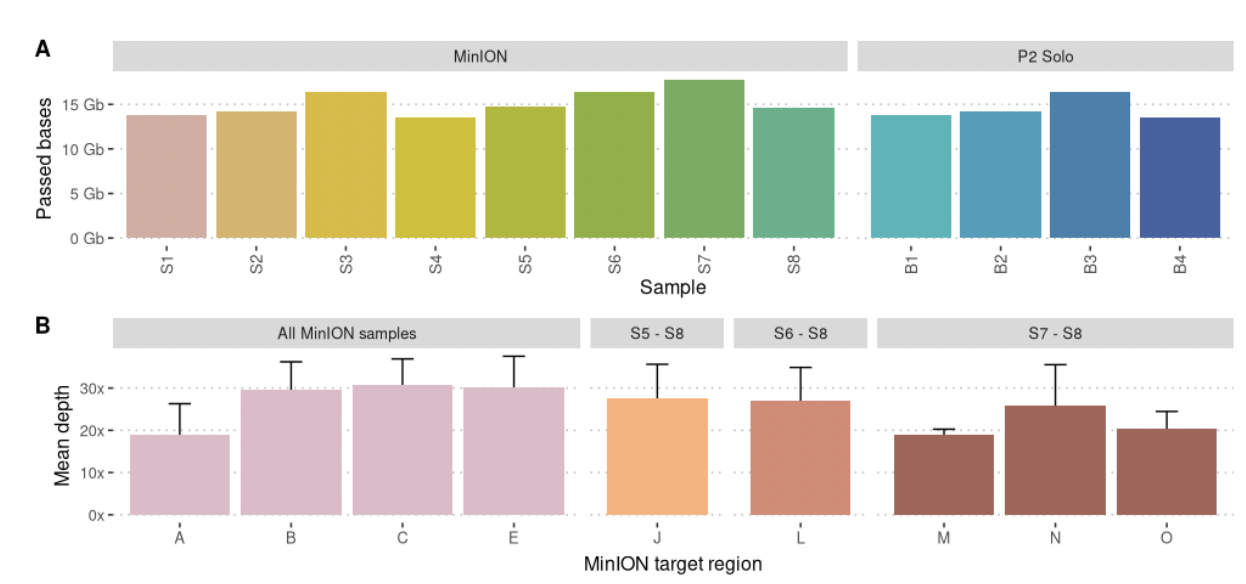 A
MinION
P2 Solo
Passed bases
15 Gb
10 Gb
5 Gb
0 Gb
S1 S2 S3 S4 S5 S6 S7 S8 B1 B2 B3 B4
Sample
B
All MinION samples
S5 - S8
S6 - S8
S7 - S8
Mean depth
30x
20x
10x
0x
A B C E J L M N O
MinION target region